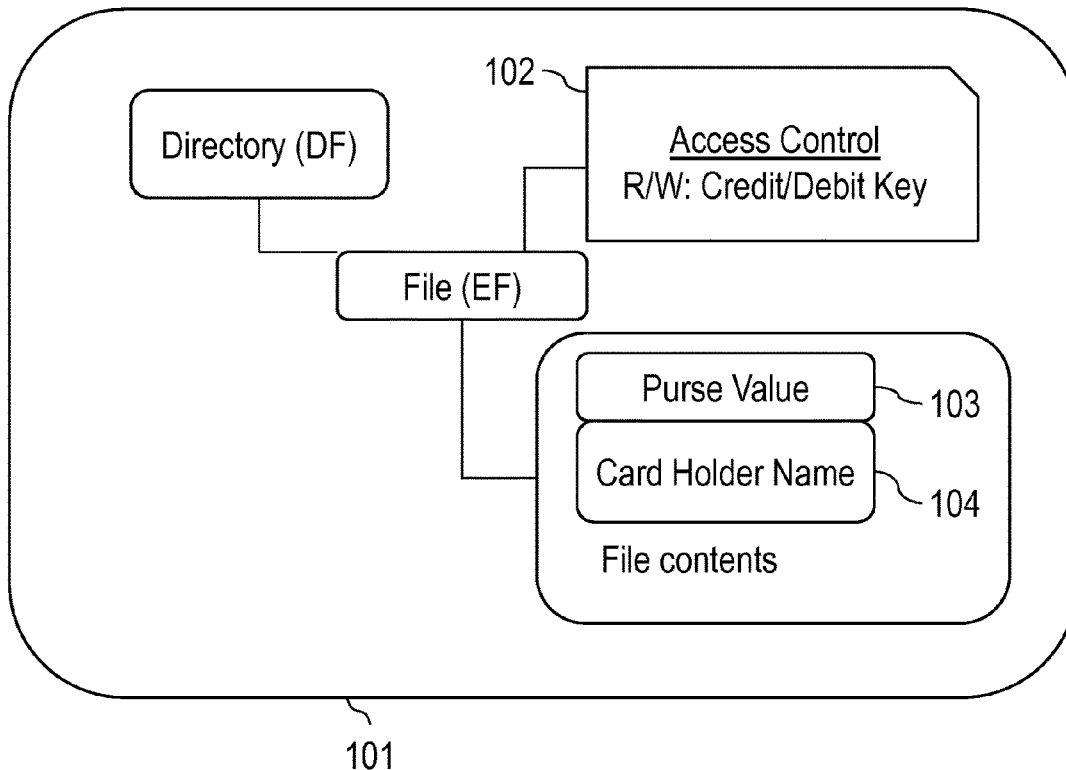 102
Directory (DF)
Access Control
R/W: Credit/Debit Key
File (EF)
Purse Value
103
Card Holder Name
104
File contents
101